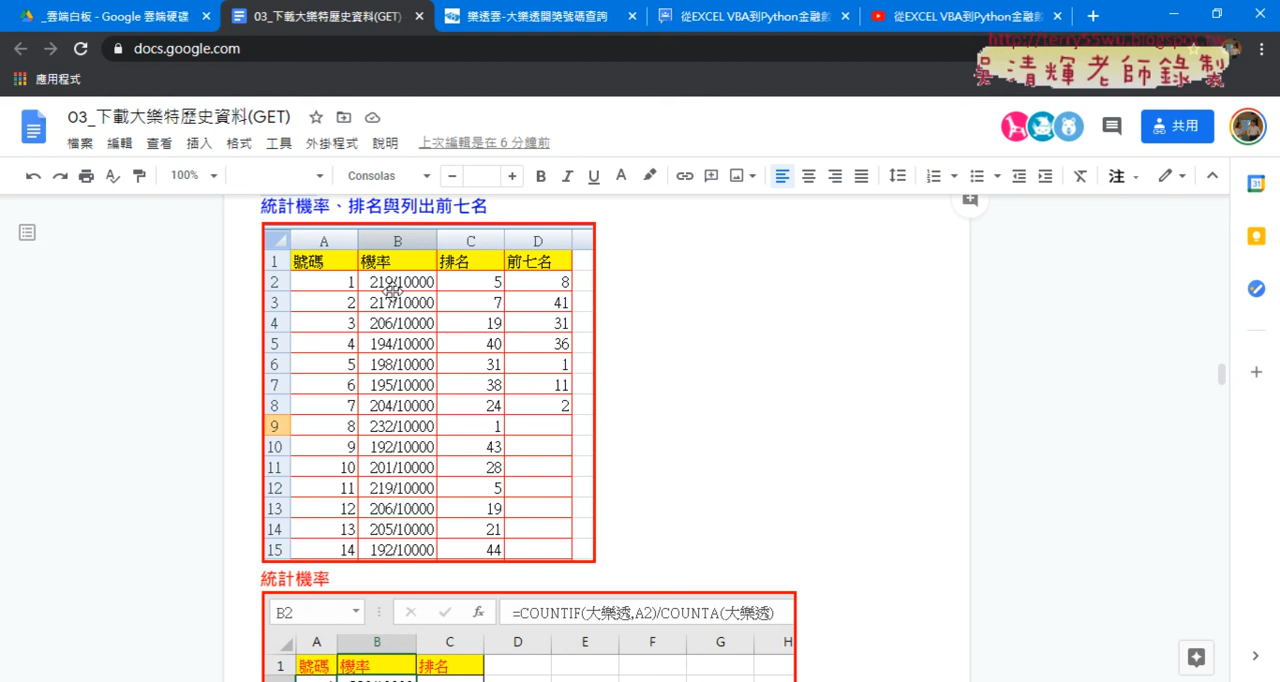 _雲端白板 - Google 雲端硬碟
03_下載大樂特歷史資料(GET)
樂透雲-大樂透開獎號碼查詢
從EXCEL VBA到Python金融
從EXCEL VBA到Python金融
docs.google.com
http://terry55wu.blogspot.tw
吳清輝老師錄製
應用程式
03_下載大樂特歷史資料(GET)
檔案 編輯 查看 插入 格式 工具 外掛程式 說明 上次編輯是在 6 分鐘前
共用
100% Consolas B I U A 注
31
統計機率、排名與列出前七名
A B C D
1 號碼 機率 排名 前七名
2 1 219/10000 5 8
3 2 217/10000 7 41
4 3 206/10000 19 31
5 4 194/10000 40 36
6 5 198/10000 31 1
7 6 195/10000 38 11
8 7 204/10000 24 2
9 8 232/10000 1
10 9 192/10000 43
11 10 201/10000 28
12 11 219/10000 5
13 12 206/10000 19
14 13 205/10000 21
15 14 192/10000 44
統計機率
B2 fx =COUNTIF(大樂透,A2)/COUNTA(大樂透)
A B C D E F G H
1 號碼 機率 排名